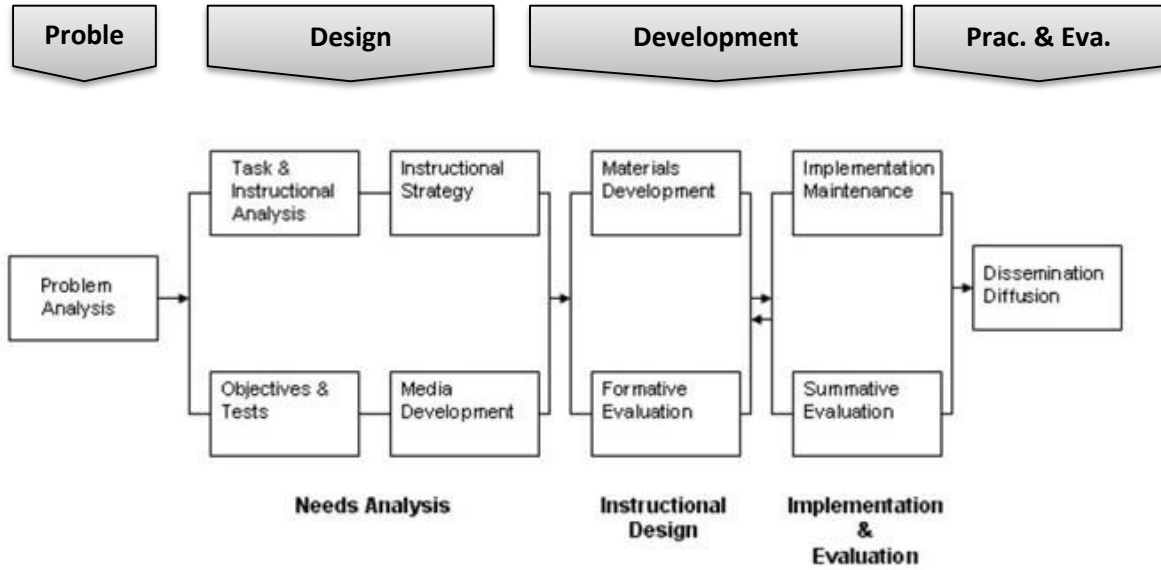 Proble
Design
Development
Prac. & Eva.
Task &
Instructional
Analysis
Instructional
Strategy
Materials
Development
Implementation
Maintenance
Problem
Analysis
Dissemination
Diffusion
Objectives &
Tests
Media
Development
Formative
Evaluation
Summative
Evaluation
Needs Analysis
Instructional
Design
Implementation
&
Evaluation